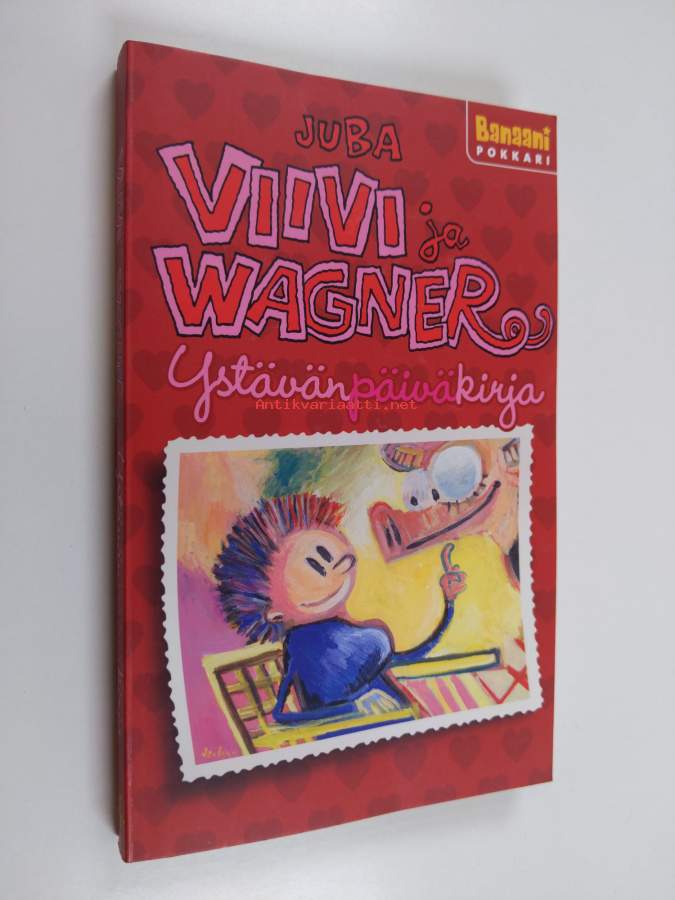 Banaani
POKKARI
JUBA
VIIVI ja
WAGNER
Ystävänpäiväkirja
Antikvariaatti.net